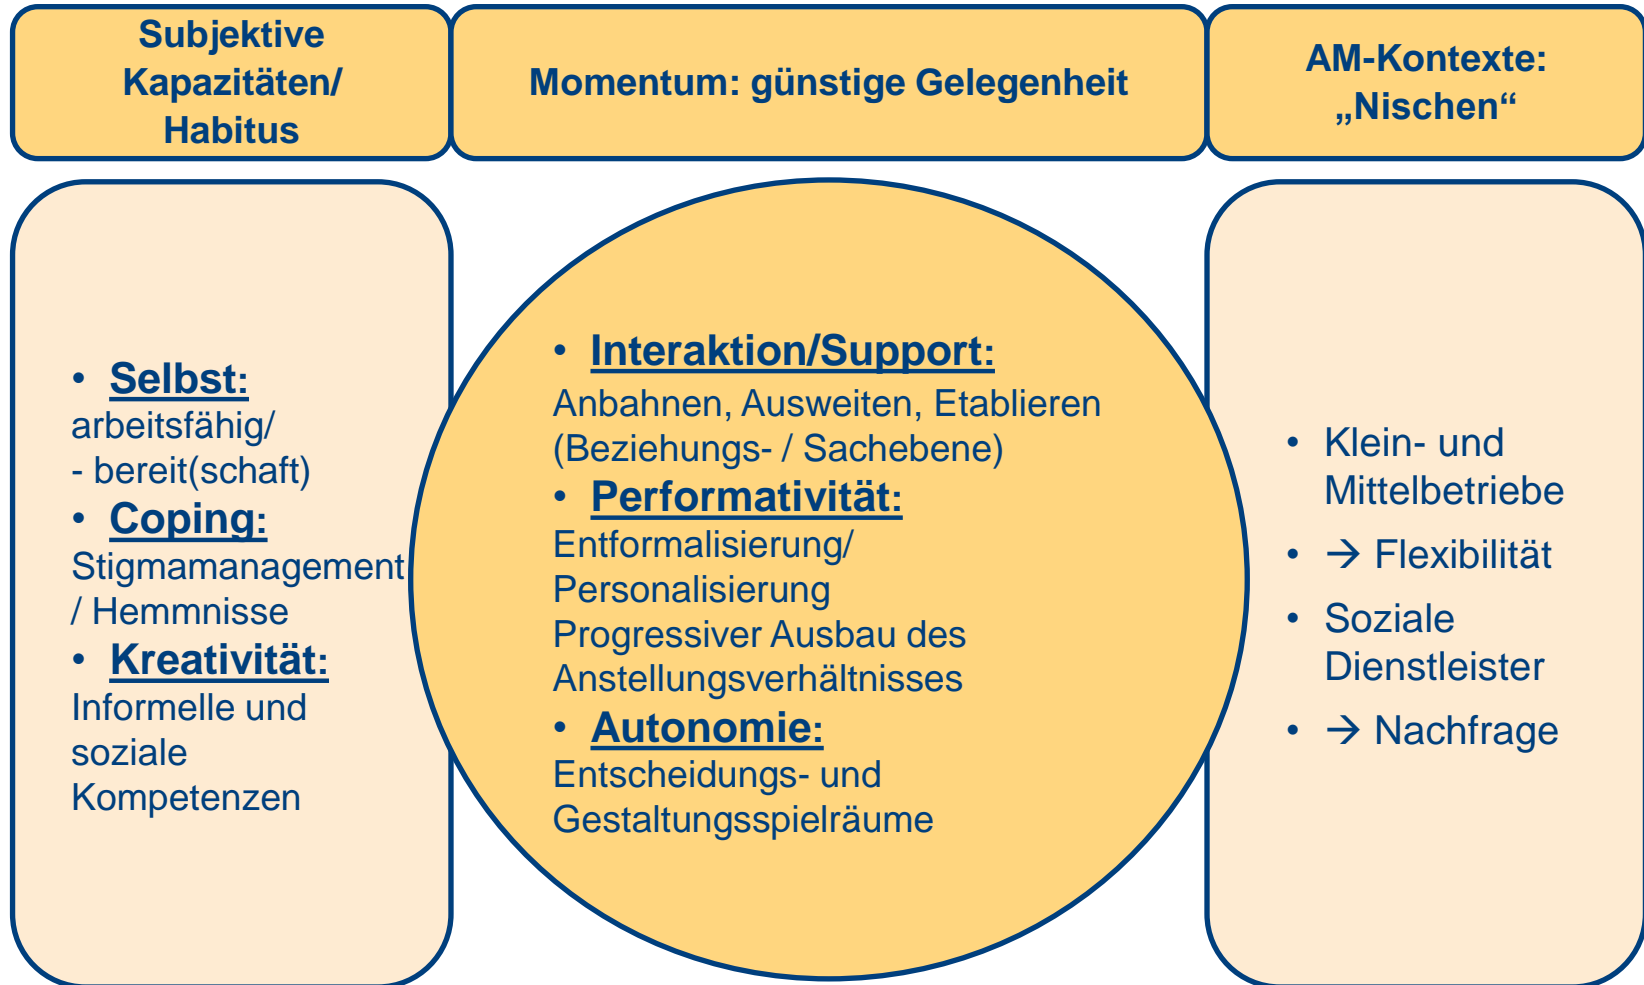 Subjektive
Kapazitäten/
Habitus
Momentum: günstige Gelegenheit
AM-Kontexte:
„Nischen“
• Selbst:
arbeitsfähig/
- bereit(schaft)
• Coping:
Stigmamanagement
/ Hemmnisse
• Kreativität:
Informelle und
soziale
Kompetenzen
• Interaktion/Support:
Anbahnen, Ausweiten, Etablieren
(Beziehungs- / Sachebene)
• Performativität:
Entformalisierung/
Personalisierung
Progressiver Ausbau des
Anstellungsverhältnisses
• Autonomie:
Entscheidungs- und
Gestaltungsspielräume
• Klein- und
Mittelbetriebe
• → Flexibilität
• Soziale
Dienstleister
• → Nachfrage